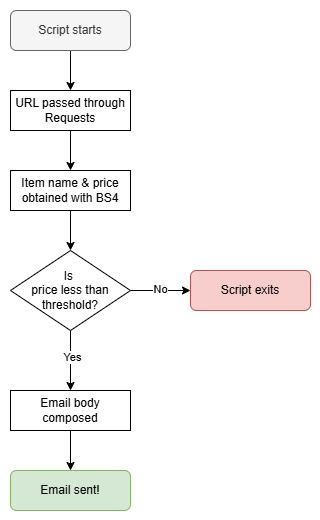 Script starts
URL passed through
Requests
Item name & price
obtained with BS4
Is
price less than
threshold?
No
Script exits
Yes
Email body
composed
Email sent!